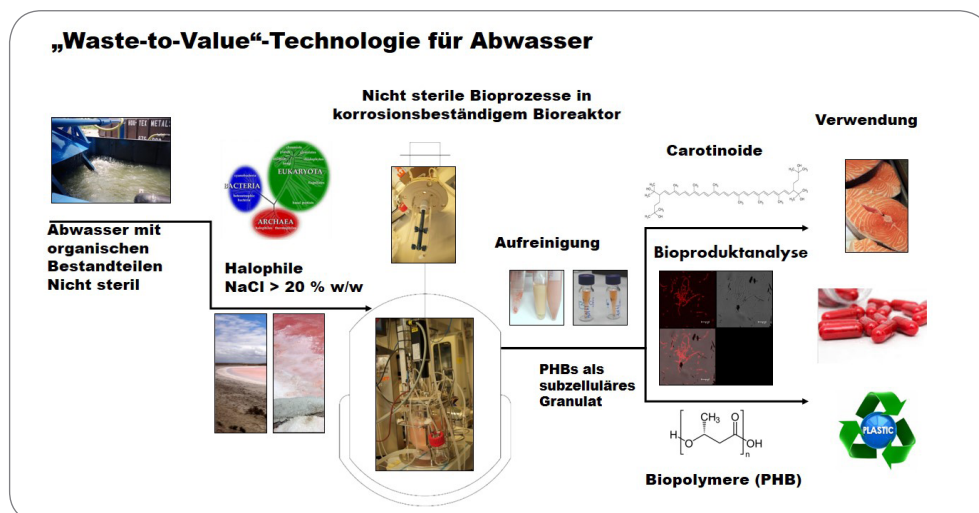 „Waste-to-Value“-Technologie für Abwasser
Nicht sterile Bioprozesse in
korrosionsbeständigem Bioreaktor
Verwendung
Carotinoide
EUKARYOTA
BACTERIA
ARCHAEA
Abwasser mit
organischen
Bestandteilen
Nicht steril
Halophile
NaCl > 20 % w/w
Aufreinigung
Bioproduktanalyse
PHBs als
subzelluläres
Granulat
CH₃
O
H
O
OH
n
Biopolymere (PHB)
PLASTIC